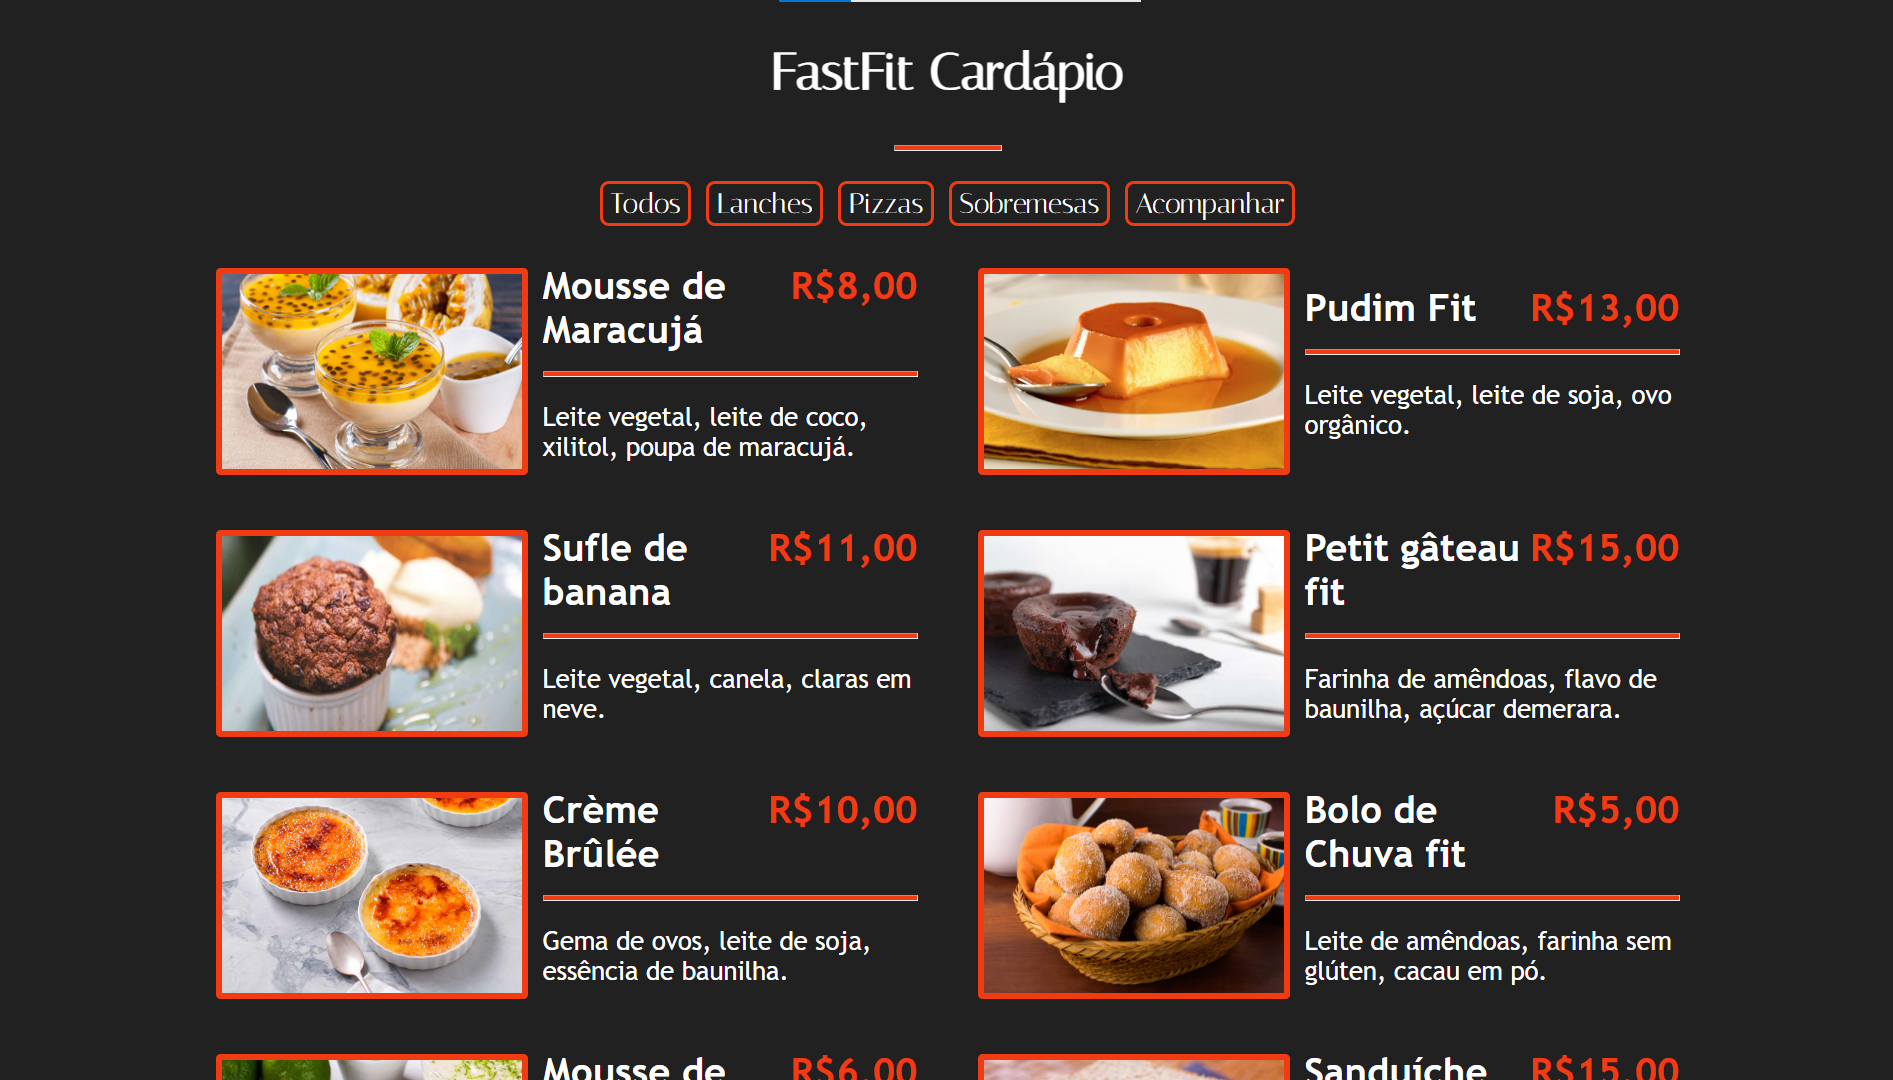 FastFit Cardápio
Todos
Lanches
Pizzas
Sobremesas
Acompanhar
Mousse de
Maracujá
R$8,00
Leite vegetal, leite de coco,
xilitol, poupa de maracujá.
Pudim Fit
R$13,00
Leite vegetal, leite de soja, ovo
orgânico.
Sufle de
banana
R$11,00
Leite vegetal, canela, claras em
neve.
Petit gâteau
fit
R$15,00
Farinha de amêndoas, flavo de
baunilha, açúcar demerara.
Crème
Brûlée
R$10,00
Gema de ovos, leite de soja,
essência de baunilha.
Bolo de
Chuva fit
R$5,00
Leite de amêndoas, farinha sem
glúten, cacau em pó.
Mousse de
R$6,00
Sanduíche
R$15,00